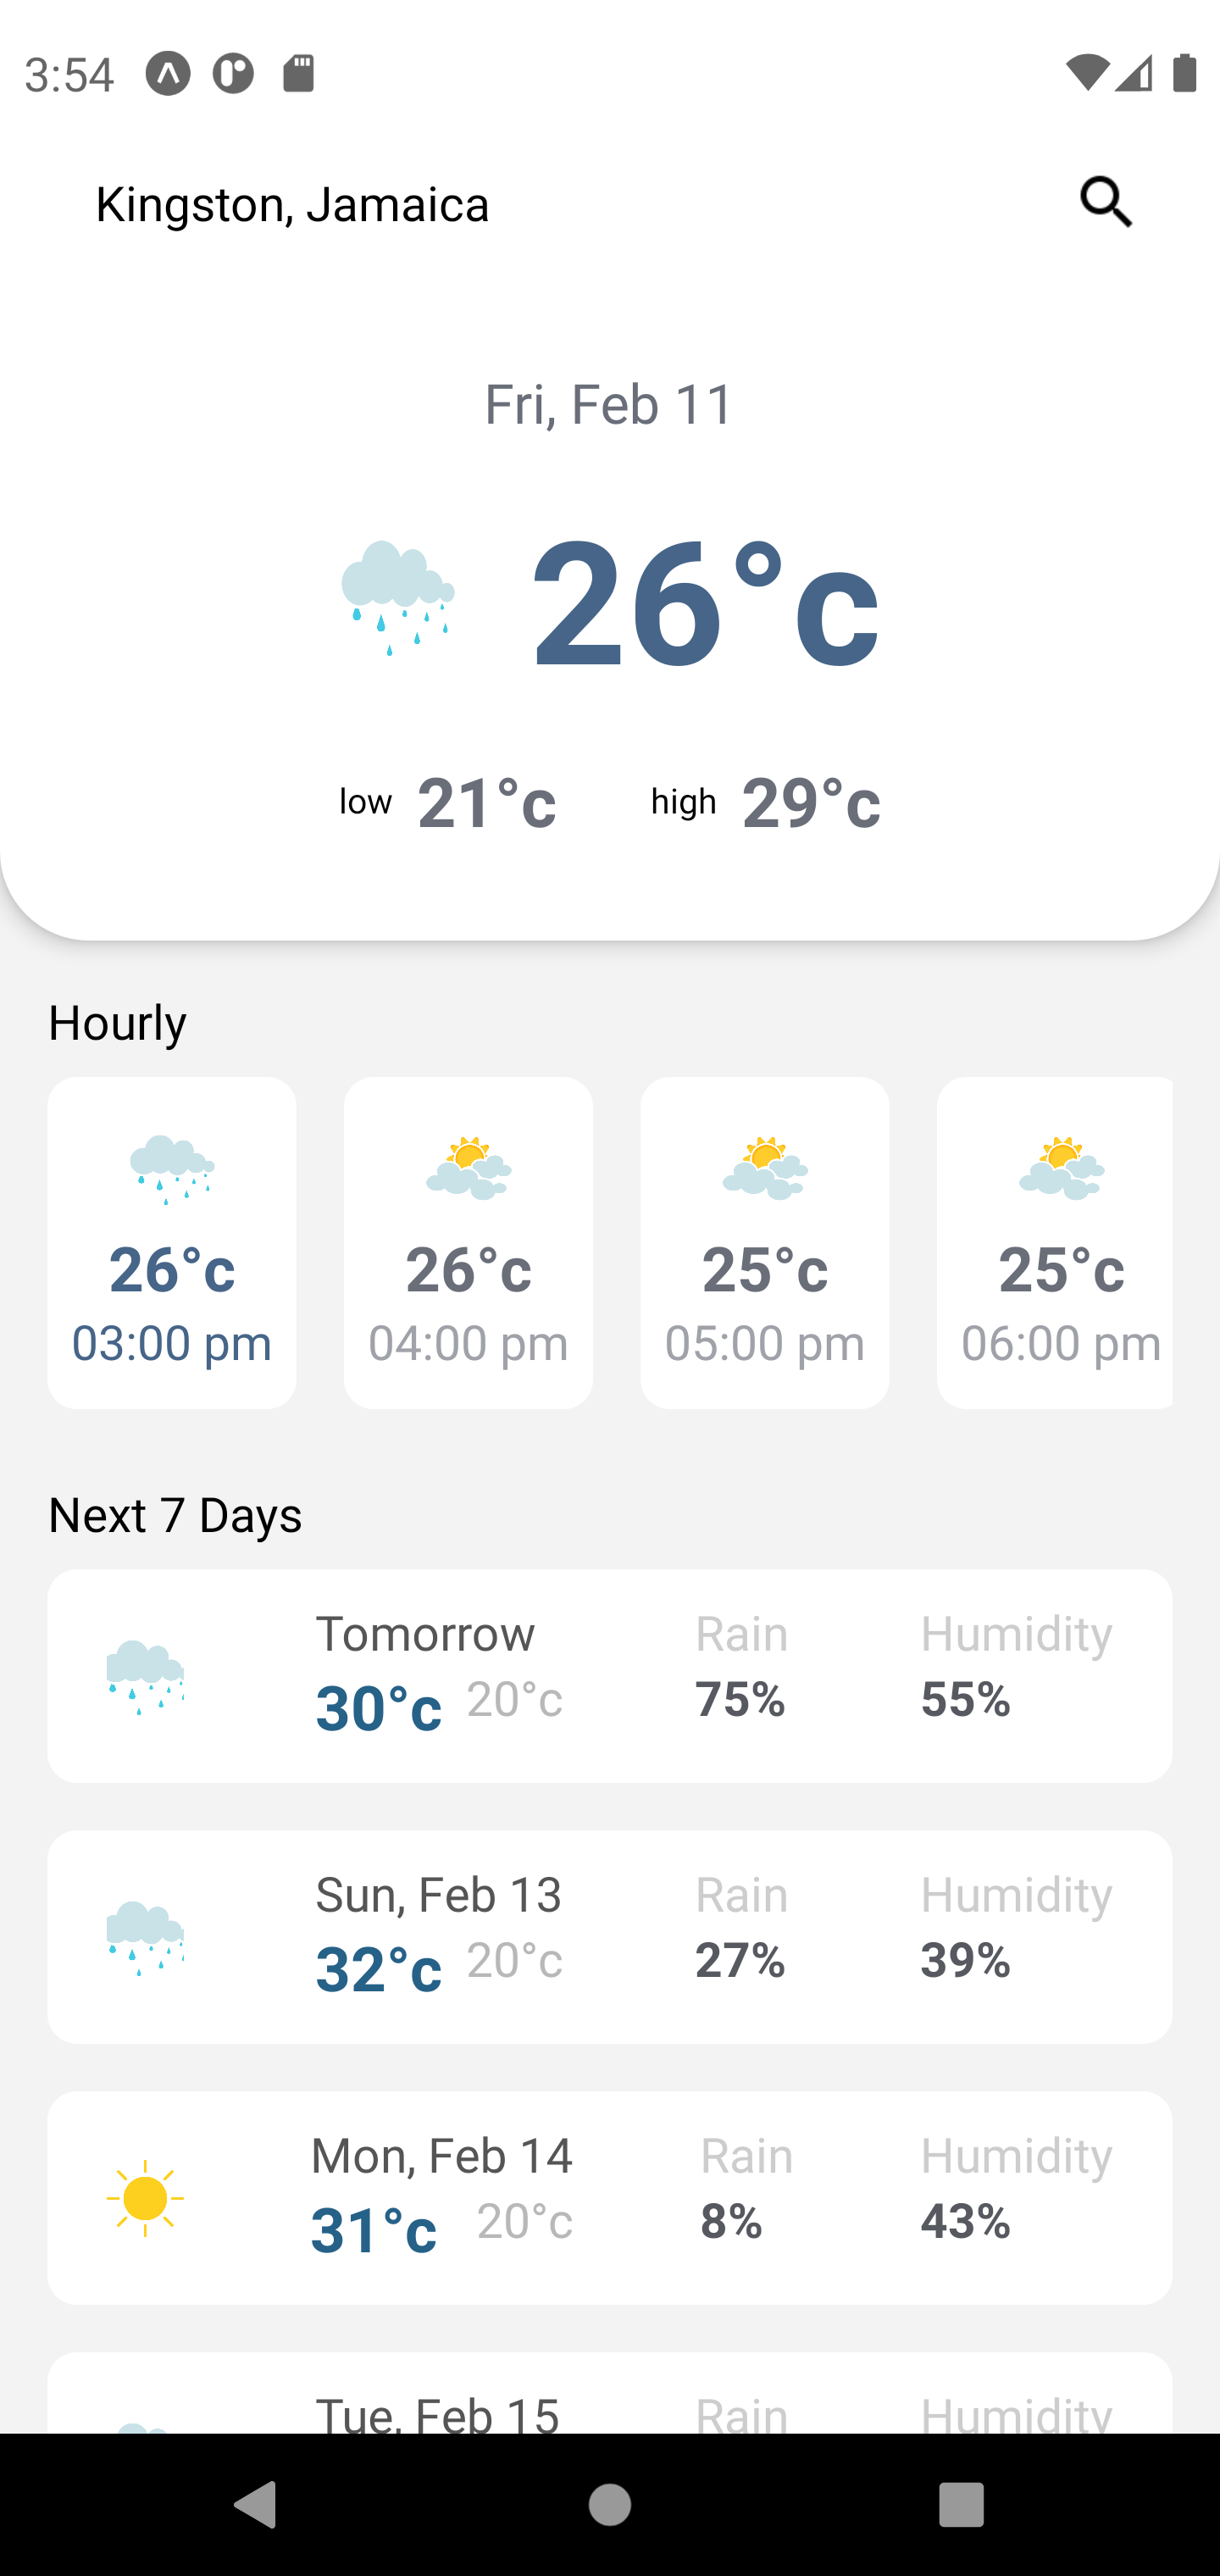 3:54
Kingston, Jamaica
Fri, Feb 11
26°c
low 21°c high 29°c
Hourly
26°c 26°c 25°c 25°c
03:00 pm 04:00 pm 05:00 pm 06:00 pm
Next 7 Days
Tomorrow Rain Humidity
30°c 20°c 75% 55%
Sun, Feb 13 Rain Humidity
32°c 20°c 27% 39%
Mon, Feb 14 Rain Humidity
31°c 20°c 8% 43%
Tue, Feb 15 Rain Humidity